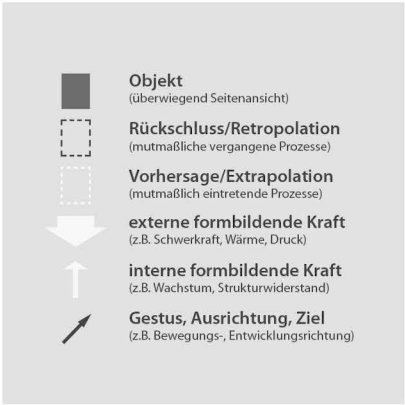 Objekt
(überwiegend Seitenansicht)
Rückschluss/Retropolation
(mutmaßliche vergangene Prozesse)
Vorhersage/Extrapolation
(mutmaßlich eintretende Prozesse)
externe formbildende Kraft
(z.B. Schwerkraft, Wärme, Druck)
interne formbildende Kraft
(z.B. Wachstum, Strukturwiderstand)
Gestus, Ausrichtung, Ziel
(z.B. Bewegungs-, Entwicklungsrichtung)